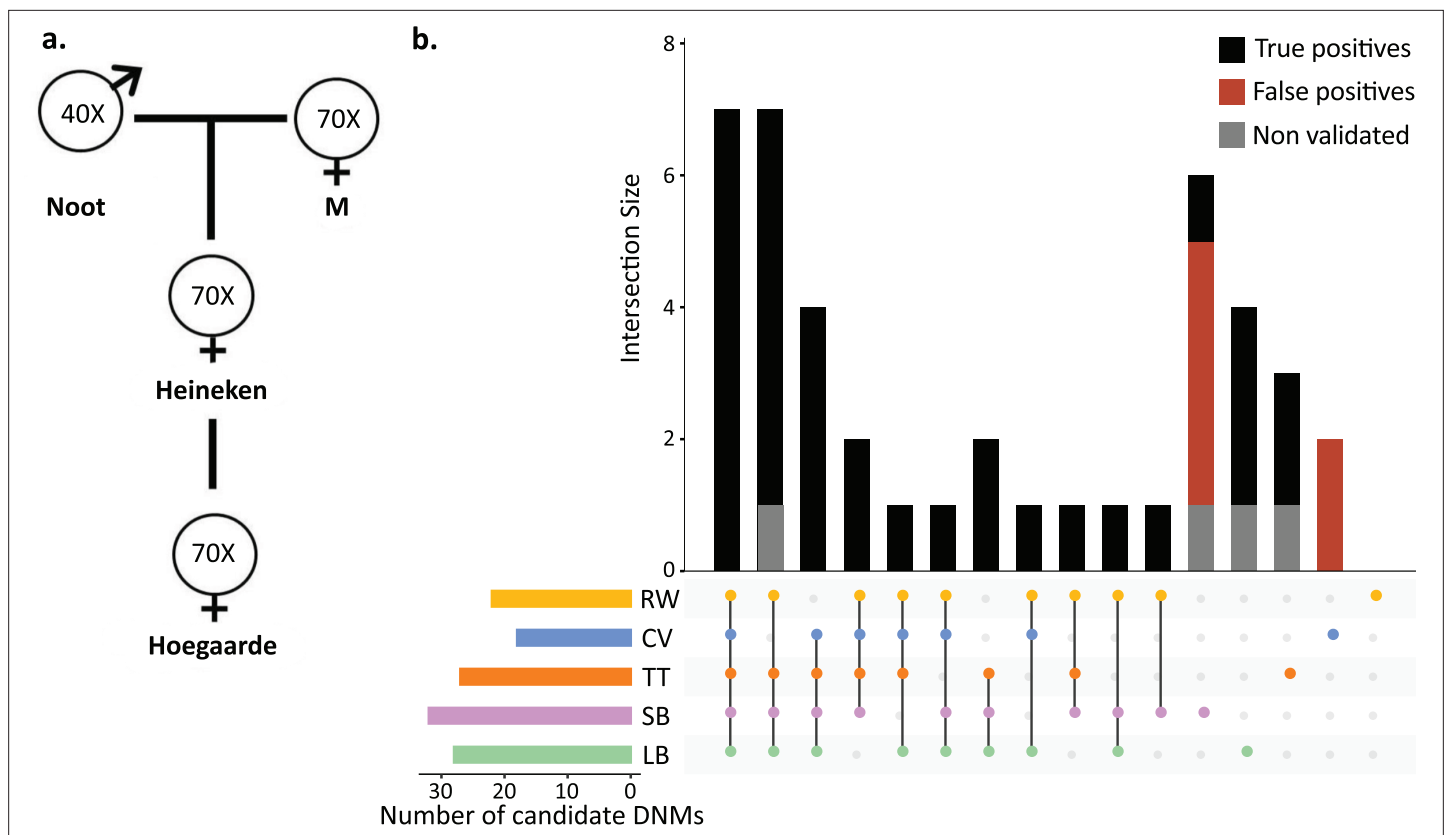 a.
40X
70X
Noot
M
70X
Heineken
70X
Hoegaarde
b.
8
6
4
2
0
Intersection Size
True positives
False positives
Non validated
RW
CV
TT
SB
LB
30 20 10 0
Number of candidate DNMs